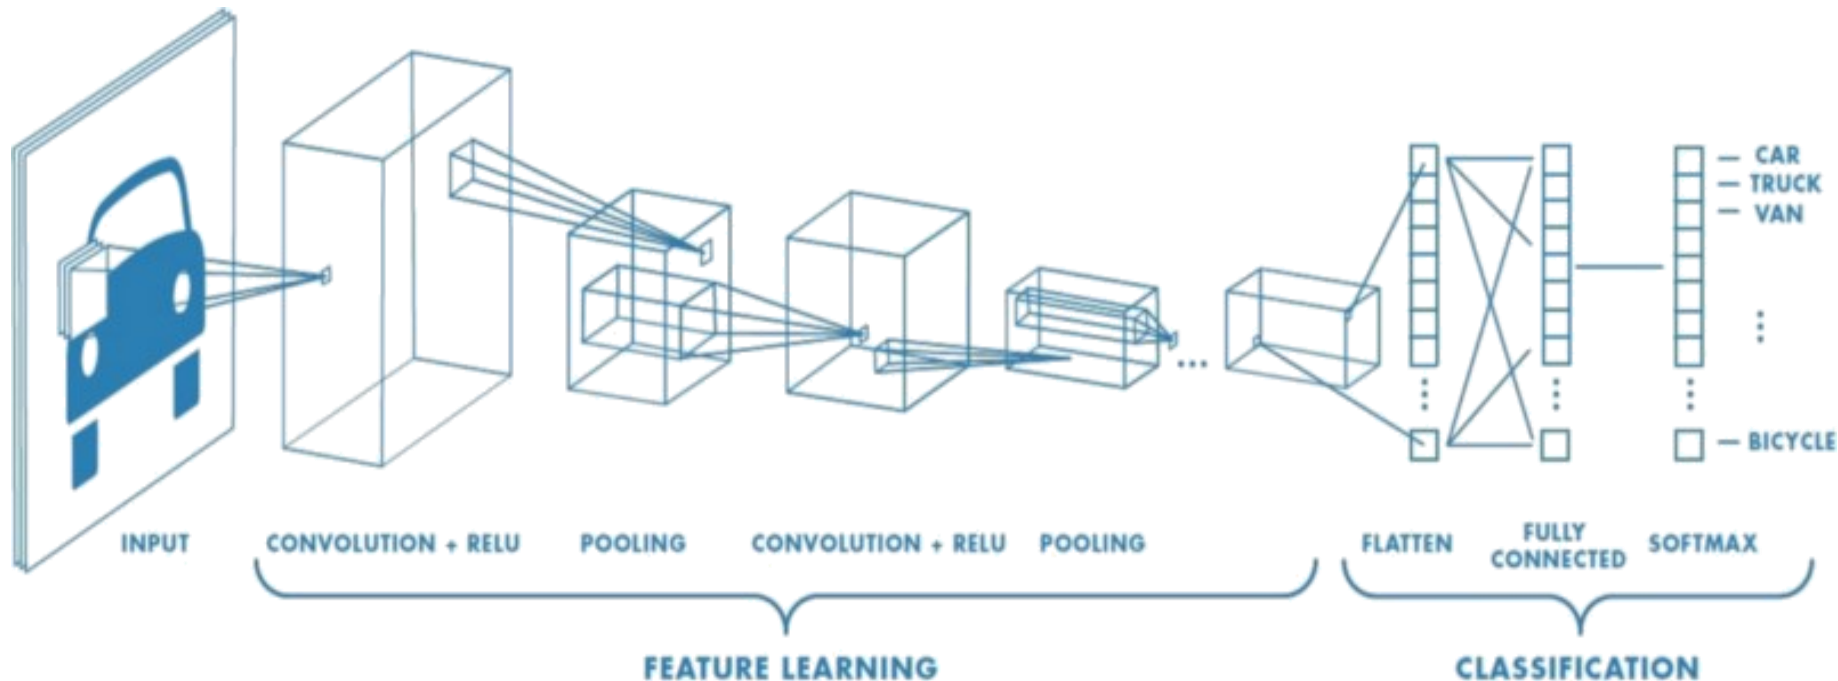 CAR
TRUCK
VAN
BICYCLE
INPUT
CONVOLUTION + RELU
POOLING
CONVOLUTION + RELU
POOLING
FLATTEN
FULLY
CONNECTED
SOFTMAX
FEATURE LEARNING
CLASSIFICATION